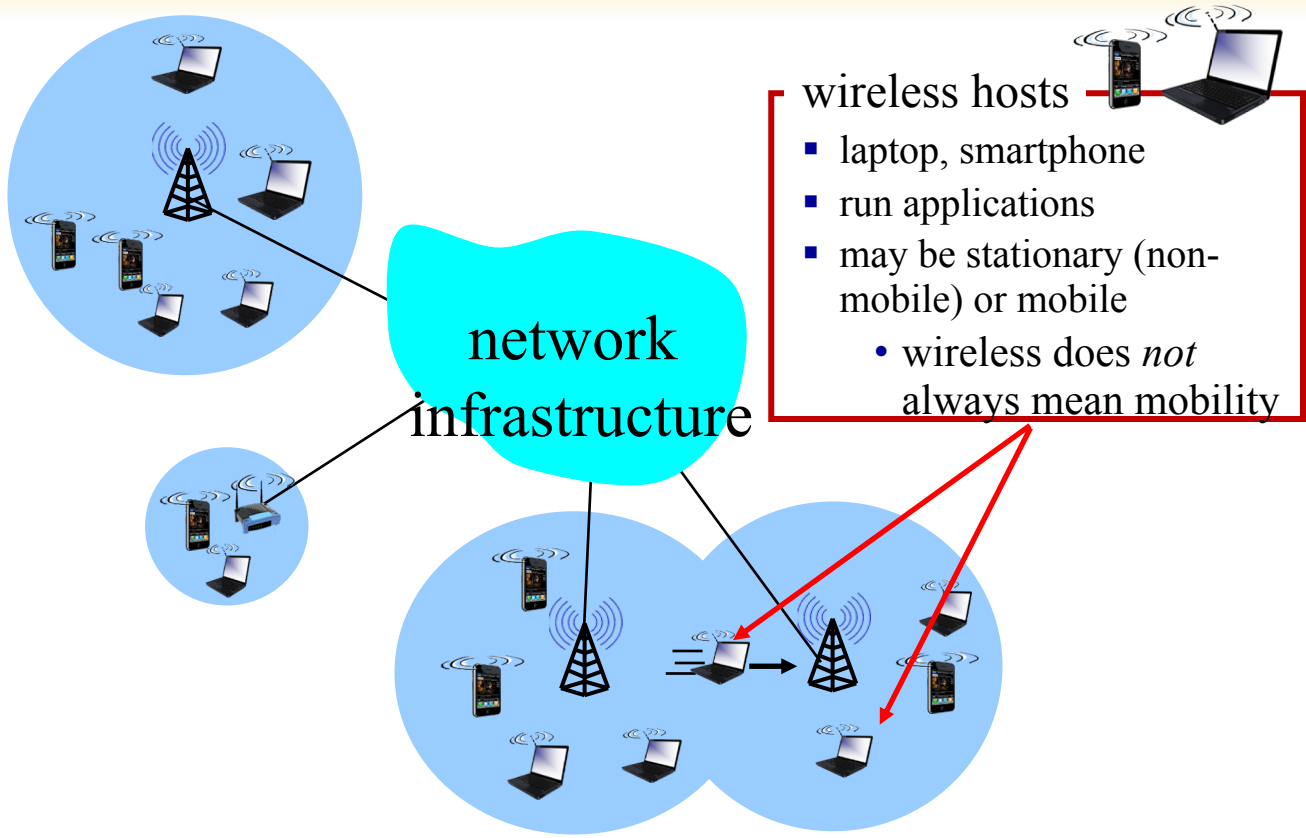 wireless hosts
▪ laptop, smartphone
▪ run applications
▪ may be stationary (non-
mobile) or mobile
• wireless does not
always mean mobility
network
infrastructure